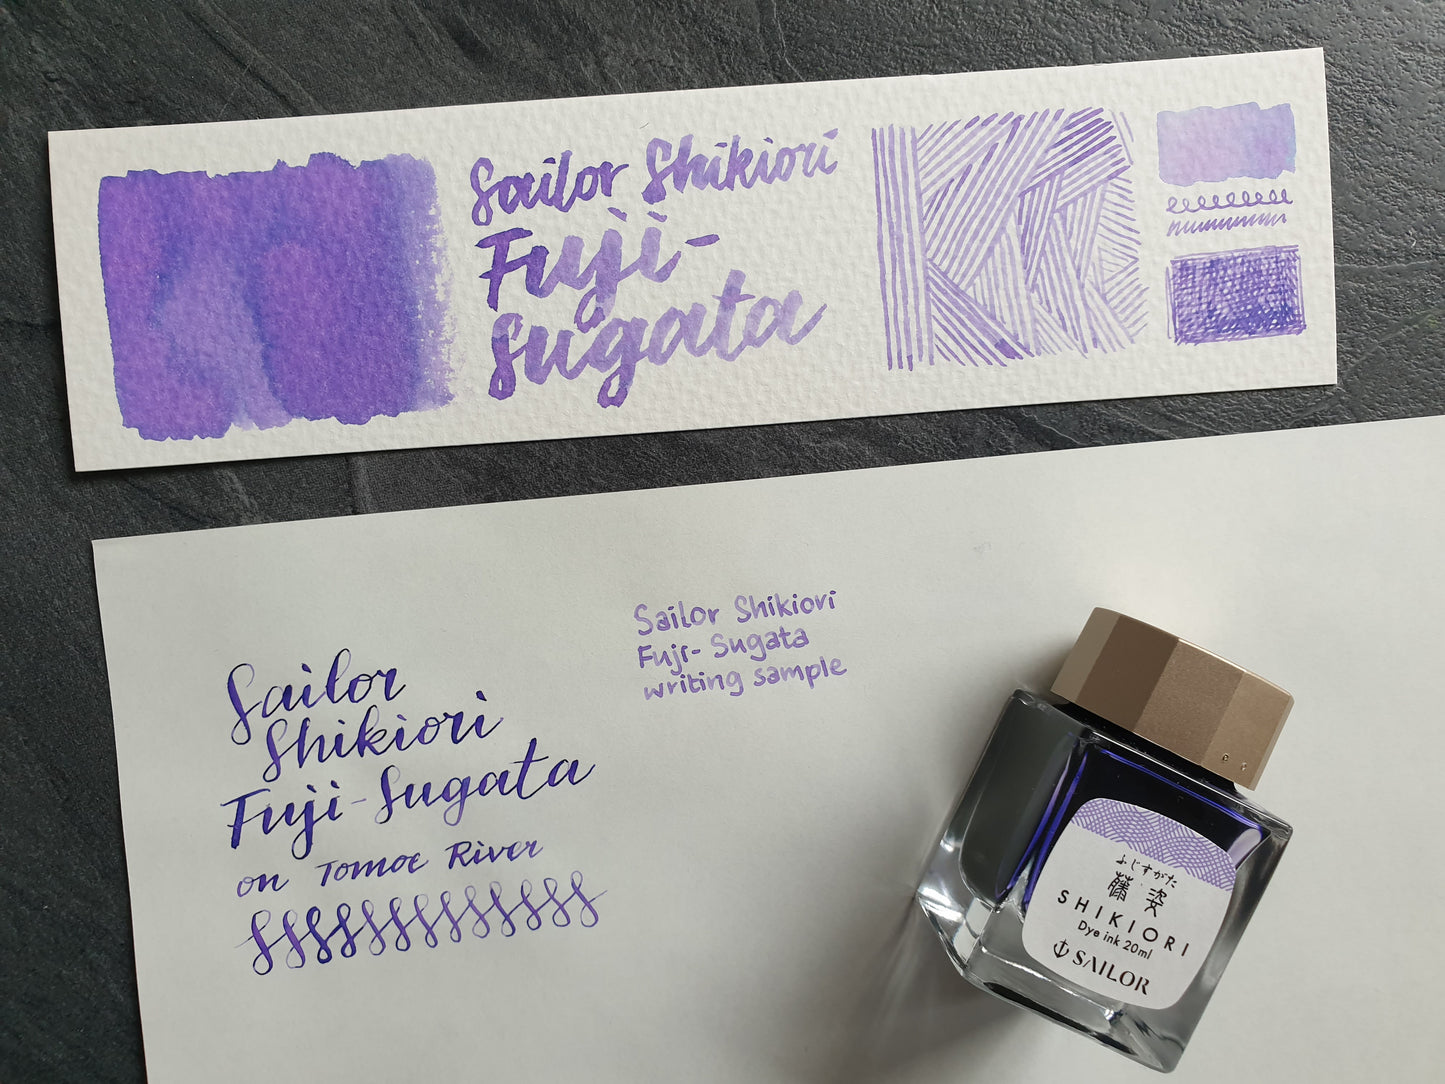 Sailor Shikiori
Fuji-
Sugata
Sailor Shikiori
Fuji-Sugata
writing sample
Sailor
Shikiori
Fuji-Sugata
on Tomoe River
ふじすがた
藤姿
SHIKIORI
Dye ink 20ml
SAILOR